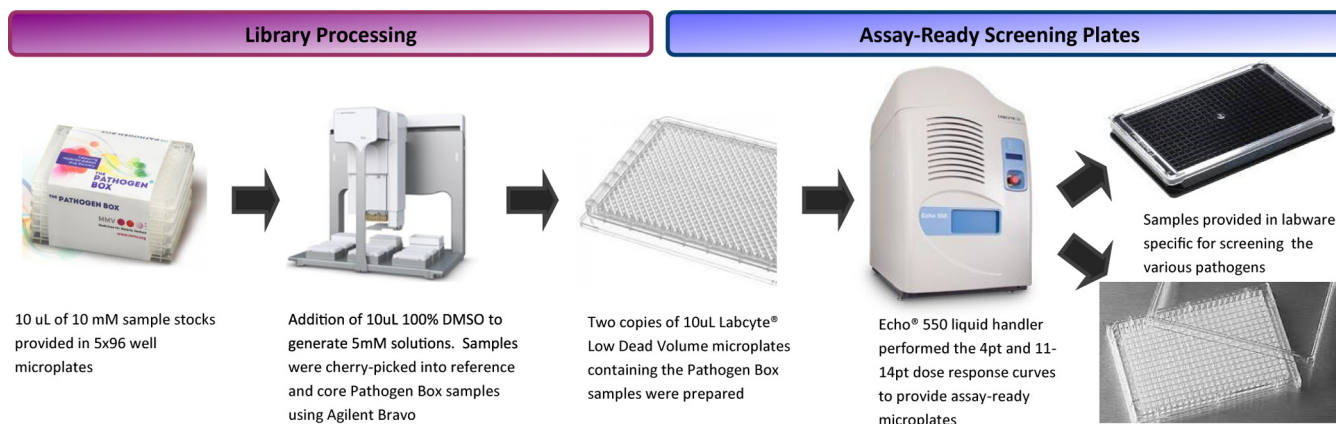 Library Processing
Assay-Ready Screening Plates
THE
PATHOGEN
BOX
THE PATHOGEN BOX
MMV
10 uL of 10 mM sample stocks
provided in 5x96 well
microplates
Addition of 10uL 100% DMSO to
generate 5mM solutions.  Samples
were cherry-picked into reference
and core Pathogen Box samples
using Agilent Bravo
Two copies of 10uL Labcyte®
Low Dead Volume microplates
containing the Pathogen Box
samples were prepared
Echo 550
Echo® 550 liquid handler
performed the 4pt and 11-
14pt dose response curves
to provide assay-ready
microplates
Samples provided in labware
specific for screening  the
various pathogens